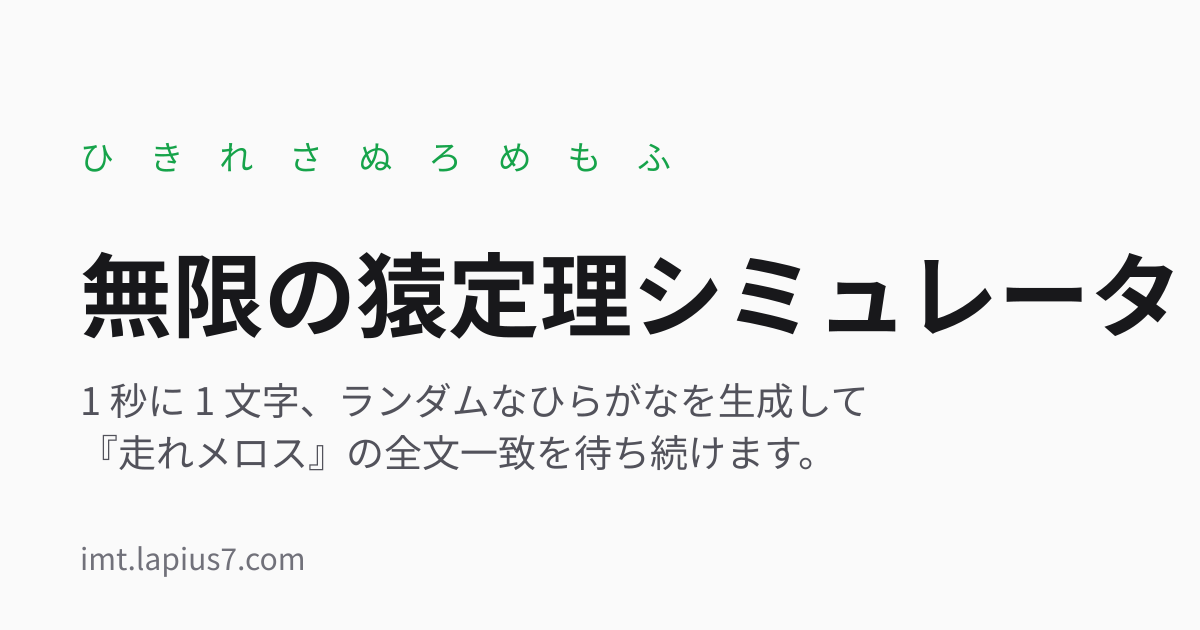 ひ き れ さ ぬ ろ め も ふ
無限の猿定理シミュレータ
1 秒に 1 文字、ランダムなひらがなを生成して
『走れメロス』の全文一致を待ち続けます。
imt.lapius7.com